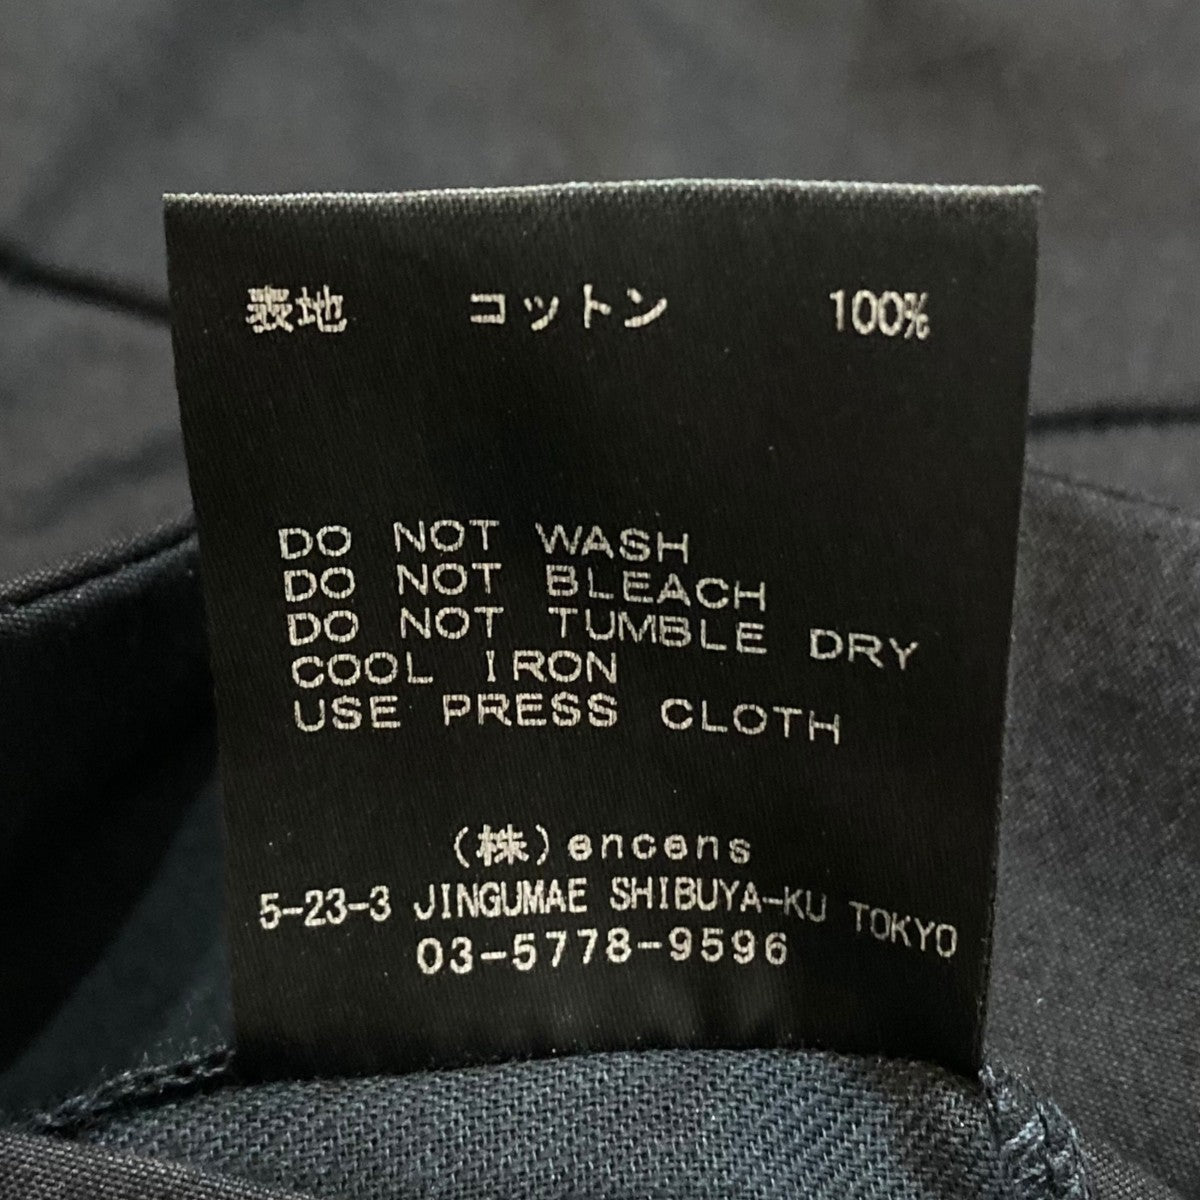 表地 コットン 100%
DO NOT WASH
DO NOT BLEACH
DO NOT TUMBLE DRY
COOL IRON
USE PRESS CLOTH
(株)encens
5-23-3 JINGUMAE SHIBUYA-KU TOKYO
03-5778-9596